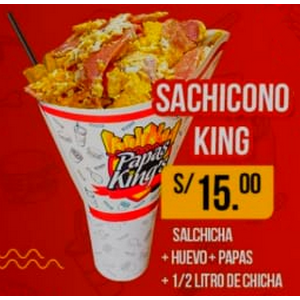 SACHICONO
KING
S/ 15.00
SALCHICHA
+ HUEVO + PAPAS
+ 1/2 LITRO DE CHICHA
Papas
King's